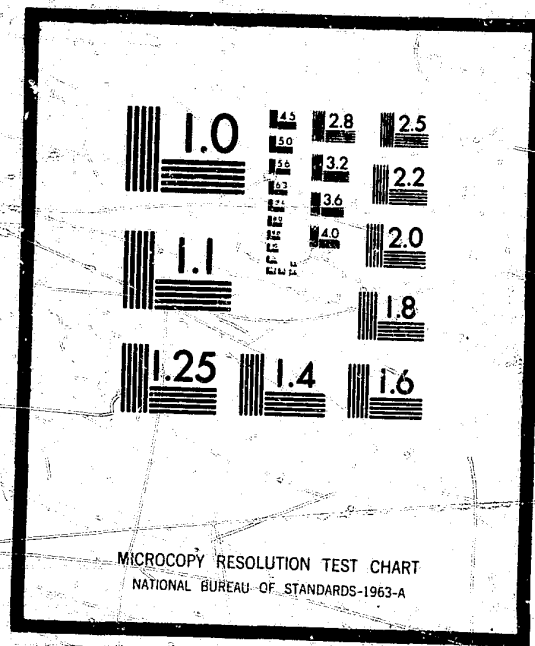 1.0
4.5 2.8 2.5
5.0
5.6 3.2 2.2
6.3
3.6
4.0 2.0
1.1
1.8
1.25 1.4 1.6
MICROCOPY RESOLUTION TEST CHART
NATIONAL BUREAU OF STANDARDS-1963-A